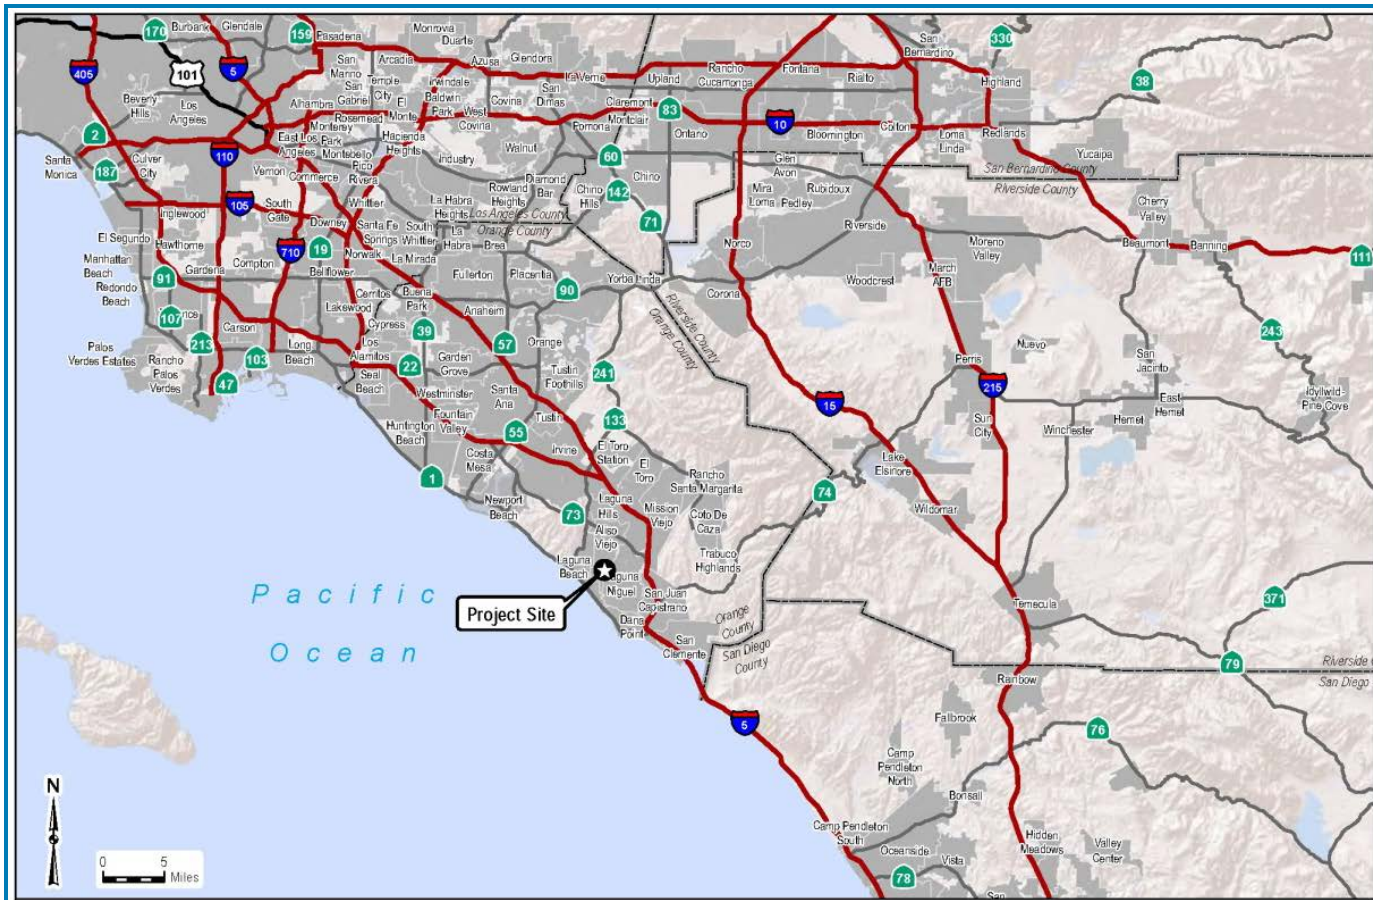 170
Burbank
Glendale
159
Pasadena
Monrovia
Duarte
Azusa
Glendora
San
Bernardino
330
38
405
101
5
Arcadia
San
Marino
San
Gabriel
Temple
City
El
Monte
Irwindale
Baldwin
Park
West
Covina
Covina
San
Dimas
La Verne
Claremont
Upland
Rancho
Cucamonga
Fontana
Rialto
Highland
Beverly
Hills
Los
Angeles
Alhambra
Rosemead
Monterey
Park
Pomona
Montclair
83
Ontario
10
Bloomington
Colton
Loma
Linda
Redlands
Yucaipa
2
Santa
Monica
187
Culver
City
110
East Los
Angeles
Montebello
Hacienda
Heights
Industry
Walnut
60
Vernon
Commerce
Pico
Rivera
Whittier
Rowland
Heights
Diamond
Bar
Chino
Hills
142
Chino
Glen
Avon
Mira
Loma
Pedley
Rubidoux
San Bernardino County
Riverside County
105
South
Gate
Downey
La Habra
Heights
Los Angeles County
Orange County
71
Riverside
Cherry
Valley
Inglewood
El Segundo
Hawthorne
710
19
Santa Fe
Springs
South
Whittier
La
Habra
Brea
Norco
Moreno
Valley
Beaumont
Banning
111
Manhattan
Beach
Redondo
Beach
Gardena
Compton
Bellflower
Norwalk
La Mirada
Fullerton
Placentia
Yorba Linda
Corona
Woodcrest
March
AFB
91
107
Carson
Lakewood
Cerritos
Buena
Park
Anaheim
90
Riverside County
Orange County
243
Palos
Verdes Estates
Rancho
Palos
Verdes
213
103
47
Long
Beach
Cypress
Los
Alamitos
39
Garden
Grove
57
Orange
Perris
Nuevo
San
Jacinto
Seal
Beach
22
Westminster
Santa
Ana
Tustin
Foothills
241
15
215
Sun
City
Winchester
Hemet
East
Hemet
Idyllwild-
Pine Cove
Huntington
Beach
Fountain
Valley
55
Tustin
133
Costa
Mesa
Irvine
El Toro
Station
El
Toro
Lake
Elsinore
1
Newport
Beach
73
Laguna
Hills
Mission
Viejo
Rancho
Santa Margarita
Coto De
Caza
74
Wildomar
Aliso
Viejo
Trabuco
Highlands
Laguna
Beach
Niguel
San Juan
Capistrano
Pacific
Ocean
Project Site
Dana
Point
San
Clemente
Orange
County
San Diego
County
Temecula
371
79
Riverside
San Diego
Rainbow
5
Fallbrook
76
Camp
Pendleton
North
Bonsall
Camp Pendleton
South
Oceanside
Vista
Hidden
Meadows
Valley
Center
78
San
N
0 5
Miles